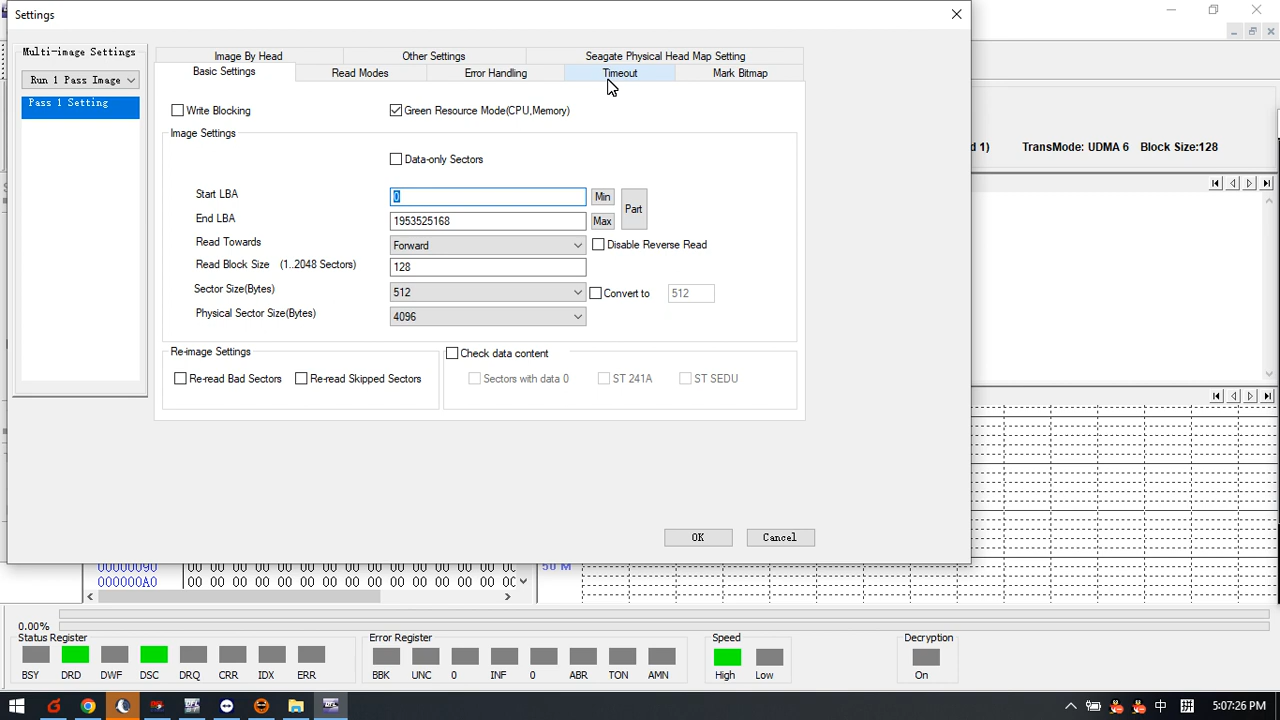 Settings
Multi-image Settings
Run 1 Pass Image
Pass 1 Setting
Image By Head
Other Settings
Seagate Physical Head Map Setting
Basic Settings
Read Modes
Error Handling
Timeout
Mark Bitmap
Write Blocking
Green Resource Mode(CPU,Memory)
Image Settings
Data-only Sectors
Start LBA
0
Min
Part
End LBA
1953525168
Max
Read Towards
Forward
Disable Reverse Read
Read Block Size (1..2048 Sectors)
128
Sector Size(Bytes)
512
Convert to
512
Physical Sector Size(Bytes)
4096
Re-image Settings
Re-read Bad Sectors
Re-read Skipped Sectors
Check data content
Sectors with data 0
ST 241A
ST SEDU
OK
Cancel
d 1) TransMode: UDMA 6 Block Size:128
00000090 00 00 00 00 00 00 00 00 00 00 00 00 00 00 0C
000000A0 00 00 00 00 00 00 00 00 00 00 00 00 00 00 0C
50 M
0.00%
Status Register
BSY DRD DWF DSC DRQ CRR IDX ERR
Error Register
BBK UNC 0 INF 0 ABR TON AMN
Speed
High Low
Decryption
On
中 拼 5:07:26 PM